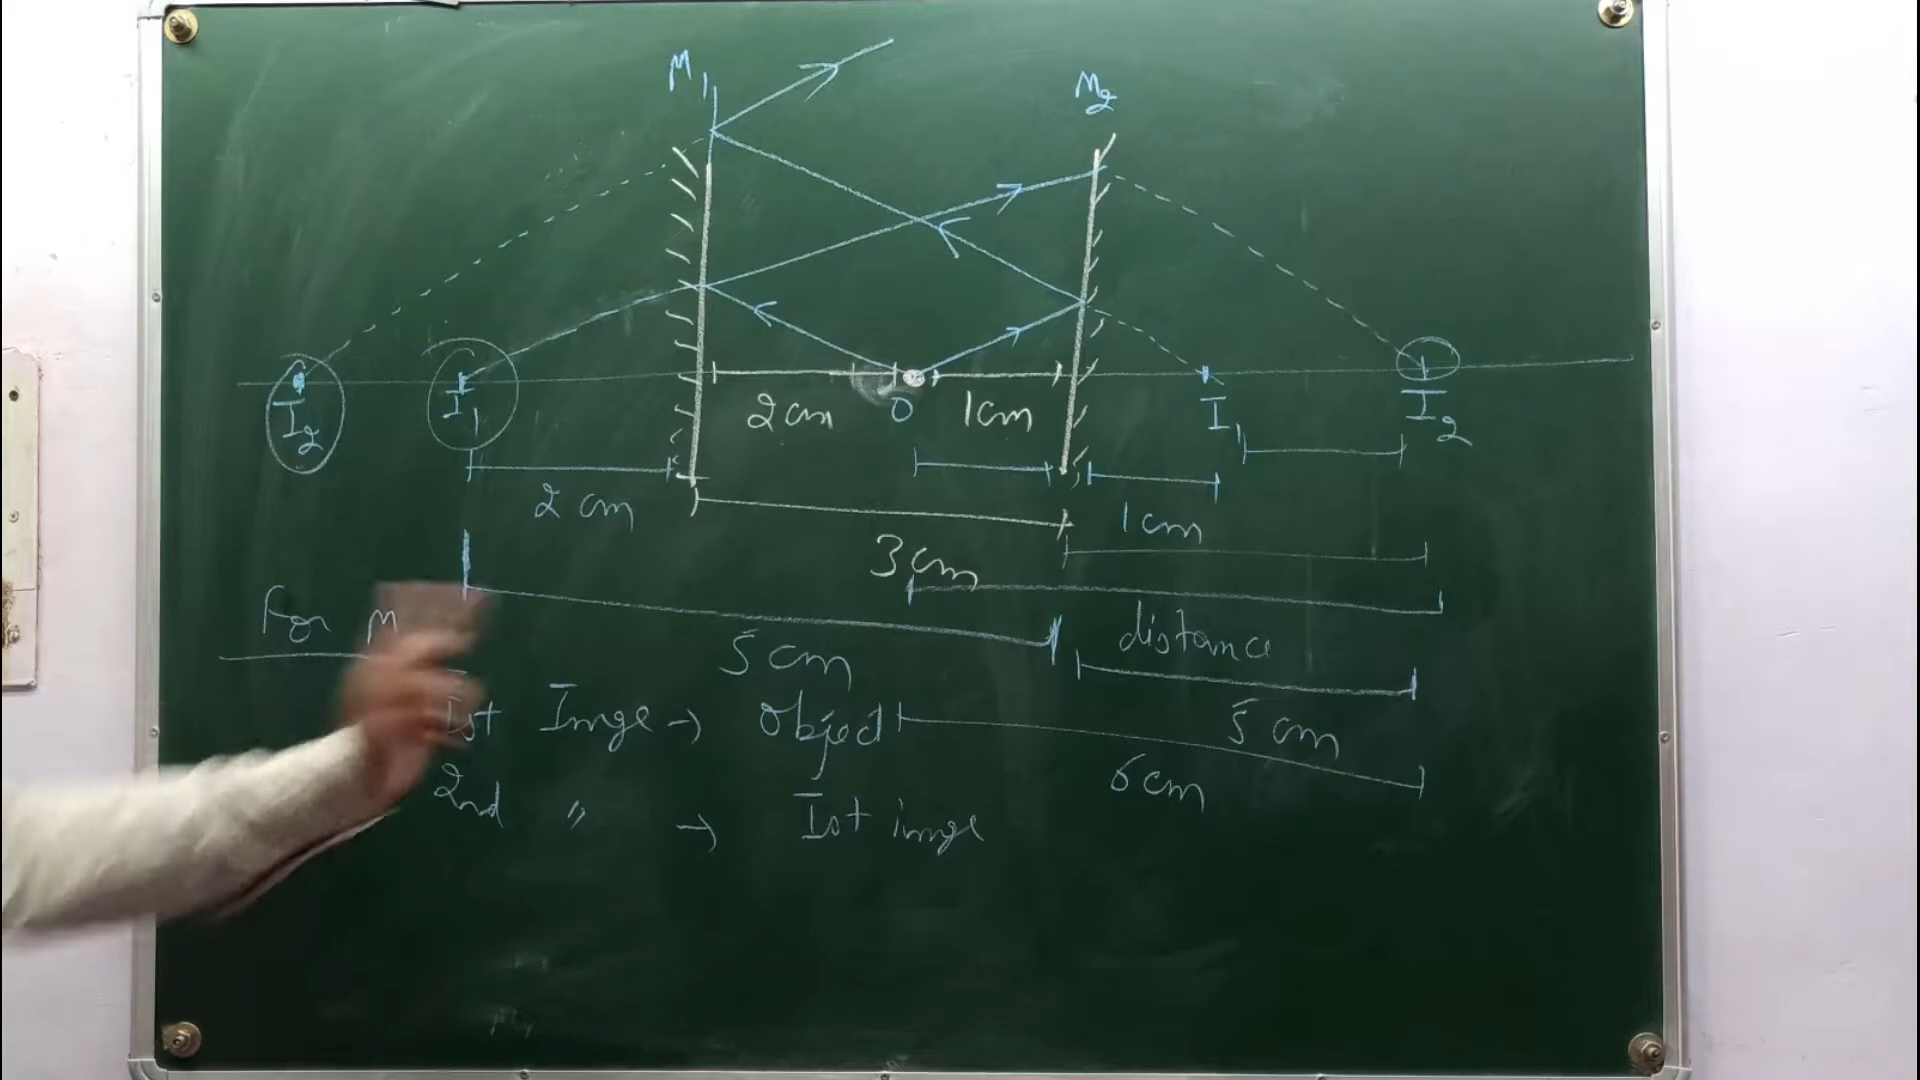 M1 M2
2cm O 1cm
I2 I1 I1 I2
2 cm 1cm
3cm
For M
5cm distance
Ist Imge → Object 5 cm
6cm
2nd " → Ist imge